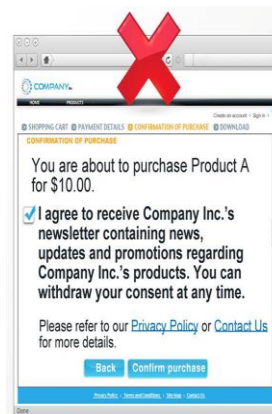 COMPANY
HOME PRODUCTS
Create an account | Sign in
SHOPPING CART PAYMENT DETAILS CONFIRMATION OF PURCHASE DOWNLOAD
CONFIRMATION OF PURCHASE
You are about to purchase Product A
for $10.00.
I agree to receive Company Inc.'s
newsletter containing news,
updates and promotions regarding
Company Inc.'s products. You can
withdraw your consent at any time.
Please refer to our Privacy Policy or Contact Us
for more details.
Back Confirm purchase
Privacy Policy | Terms and Conditions | Site Map | Contact Us
Done